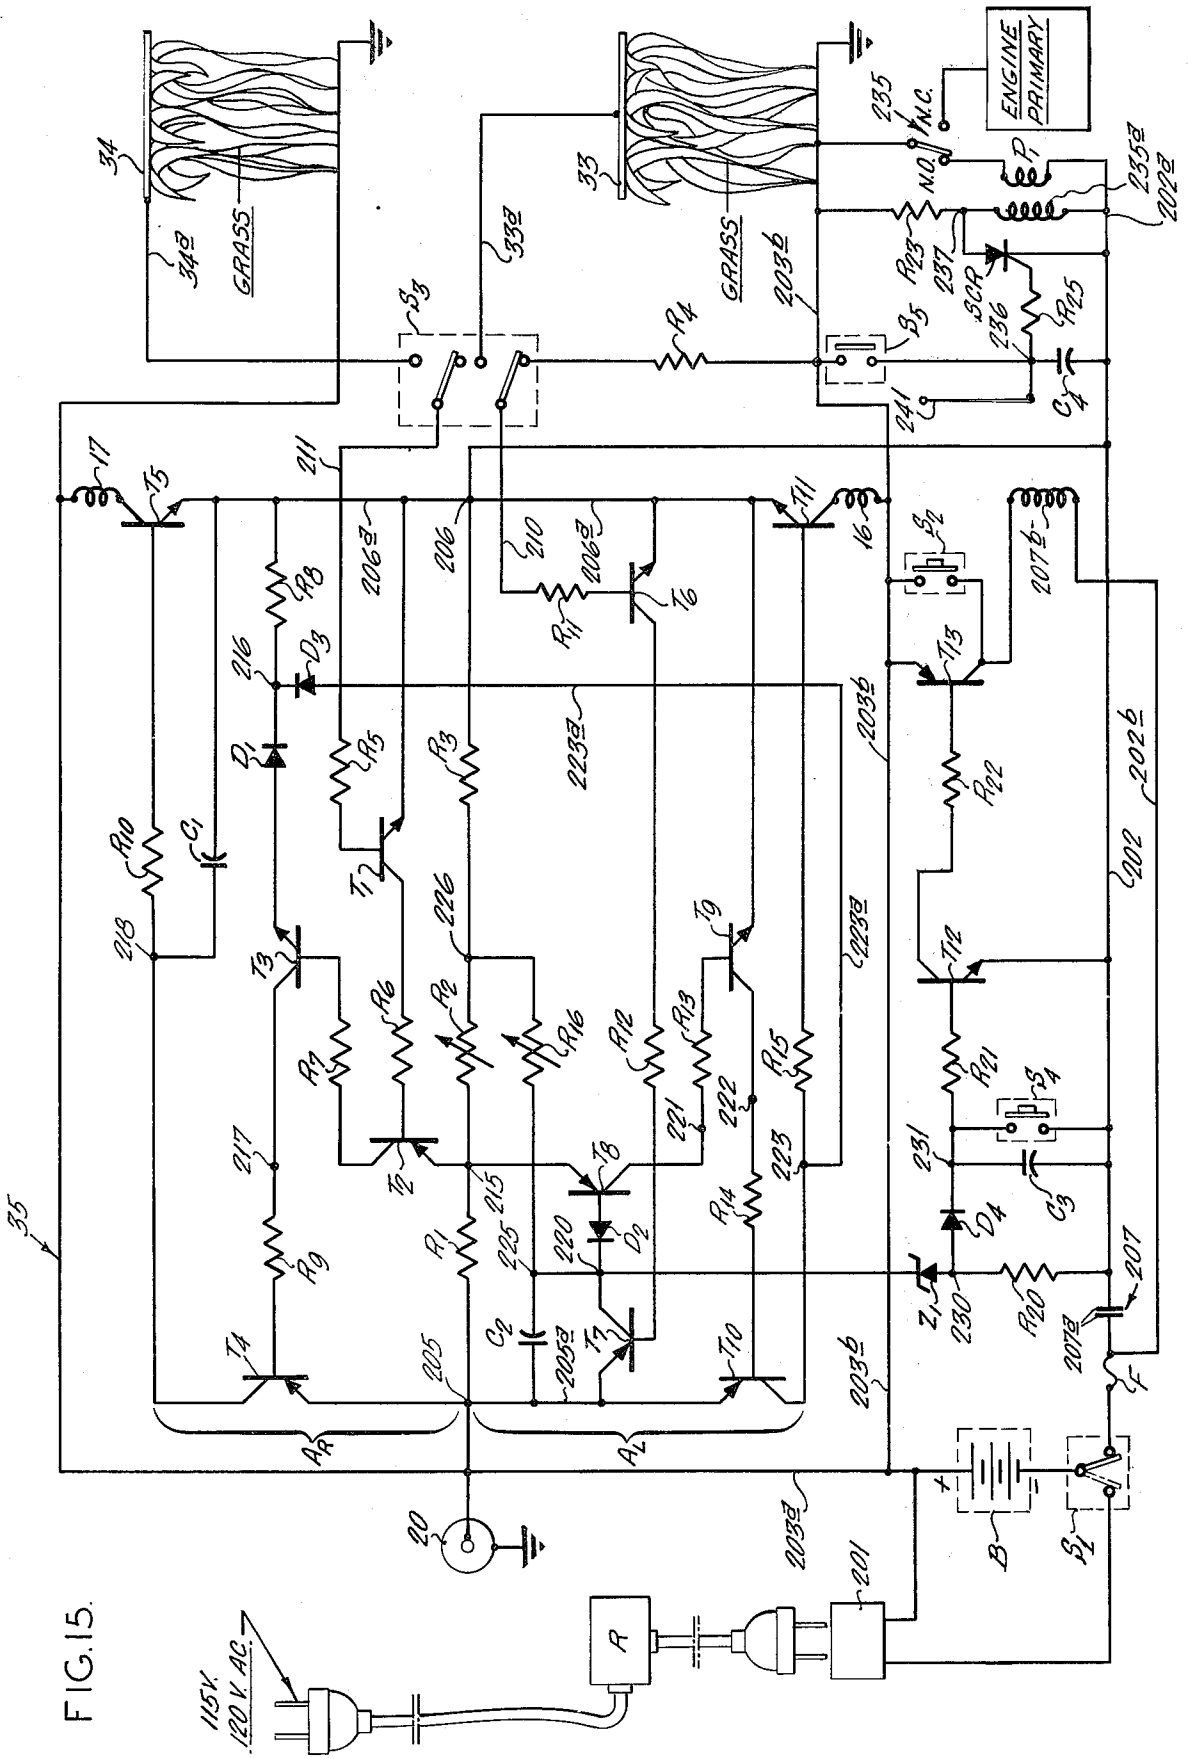 FIG.15.
115V.
120 V. AC.
R
201
20
35
203a
B
+
-
S1
F
207a
207
AR
AL
T4
R9
217
205
R1
215
C2
205a
225
220
T7
D2
T8
T10
R14
221
222
223
203b
Z1
230
R20
D4
231
C3
S4
R21
T12
202
202b
R22
T13
S2
207b
203b
218
R10
C1
T3
R7
R6
T2
R2
R16
226
R12
R13
T9
R15
223a
D1
216
R8
D3
T1
R5
R3
223a
206a
206
211
210
206a
R11
T6
T5
17
T11
16
S3
R4
34
34a
GRASS
33
33a
GRASS
203b
S5
241
236
C4
R25
SCR
237
R23
N.O.
N.C.
235
P1
235a
202a
ENGINE
PRIMARY